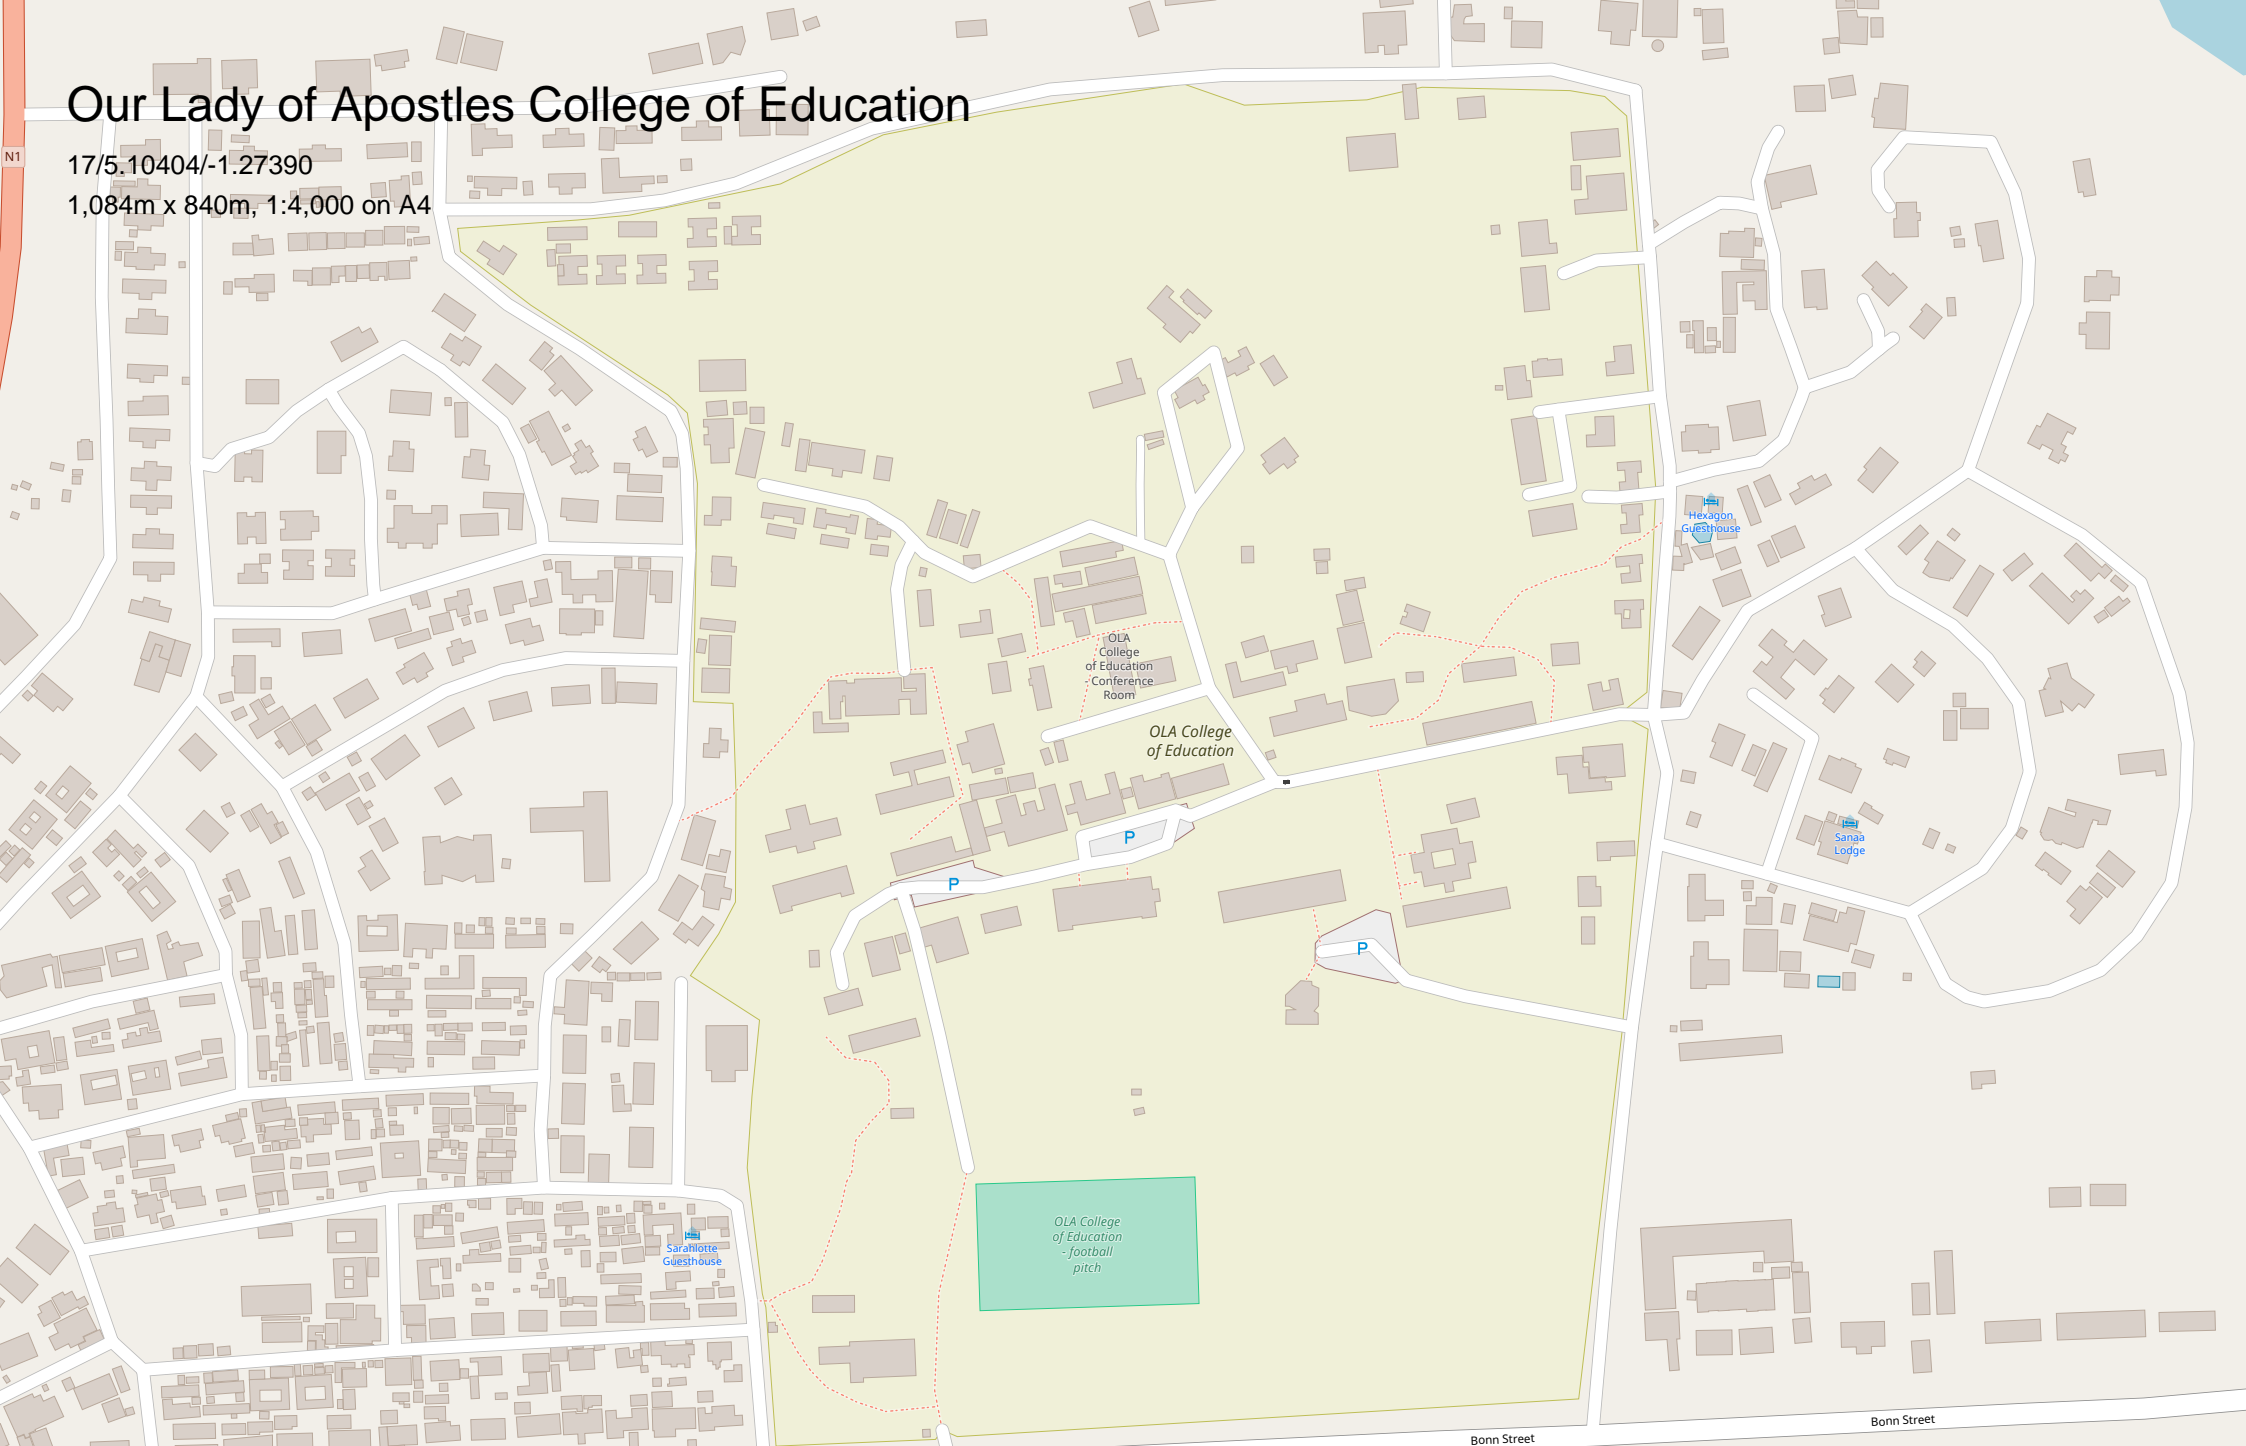 Our Lady of Apostles College of Education
N1
17/5.10404/-1.27390
1,084m x 840m, 1:4,000 on A4
Hexagon
Guesthouse
OLA
College
of Education
- Conference
Room
OLA College
of Education
P
Sanaa
Lodge
P
P
OLA College
of Education
- football
pitch
Sarahlotte
Guesthouse
Bonn Street
Bonn Street